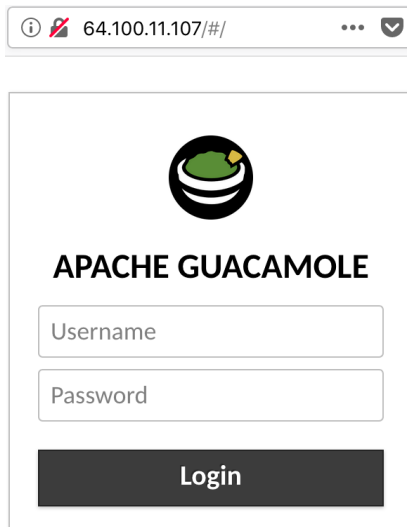 64.100.11.107/#/
APACHE GUACAMOLE
Username
Password
Login